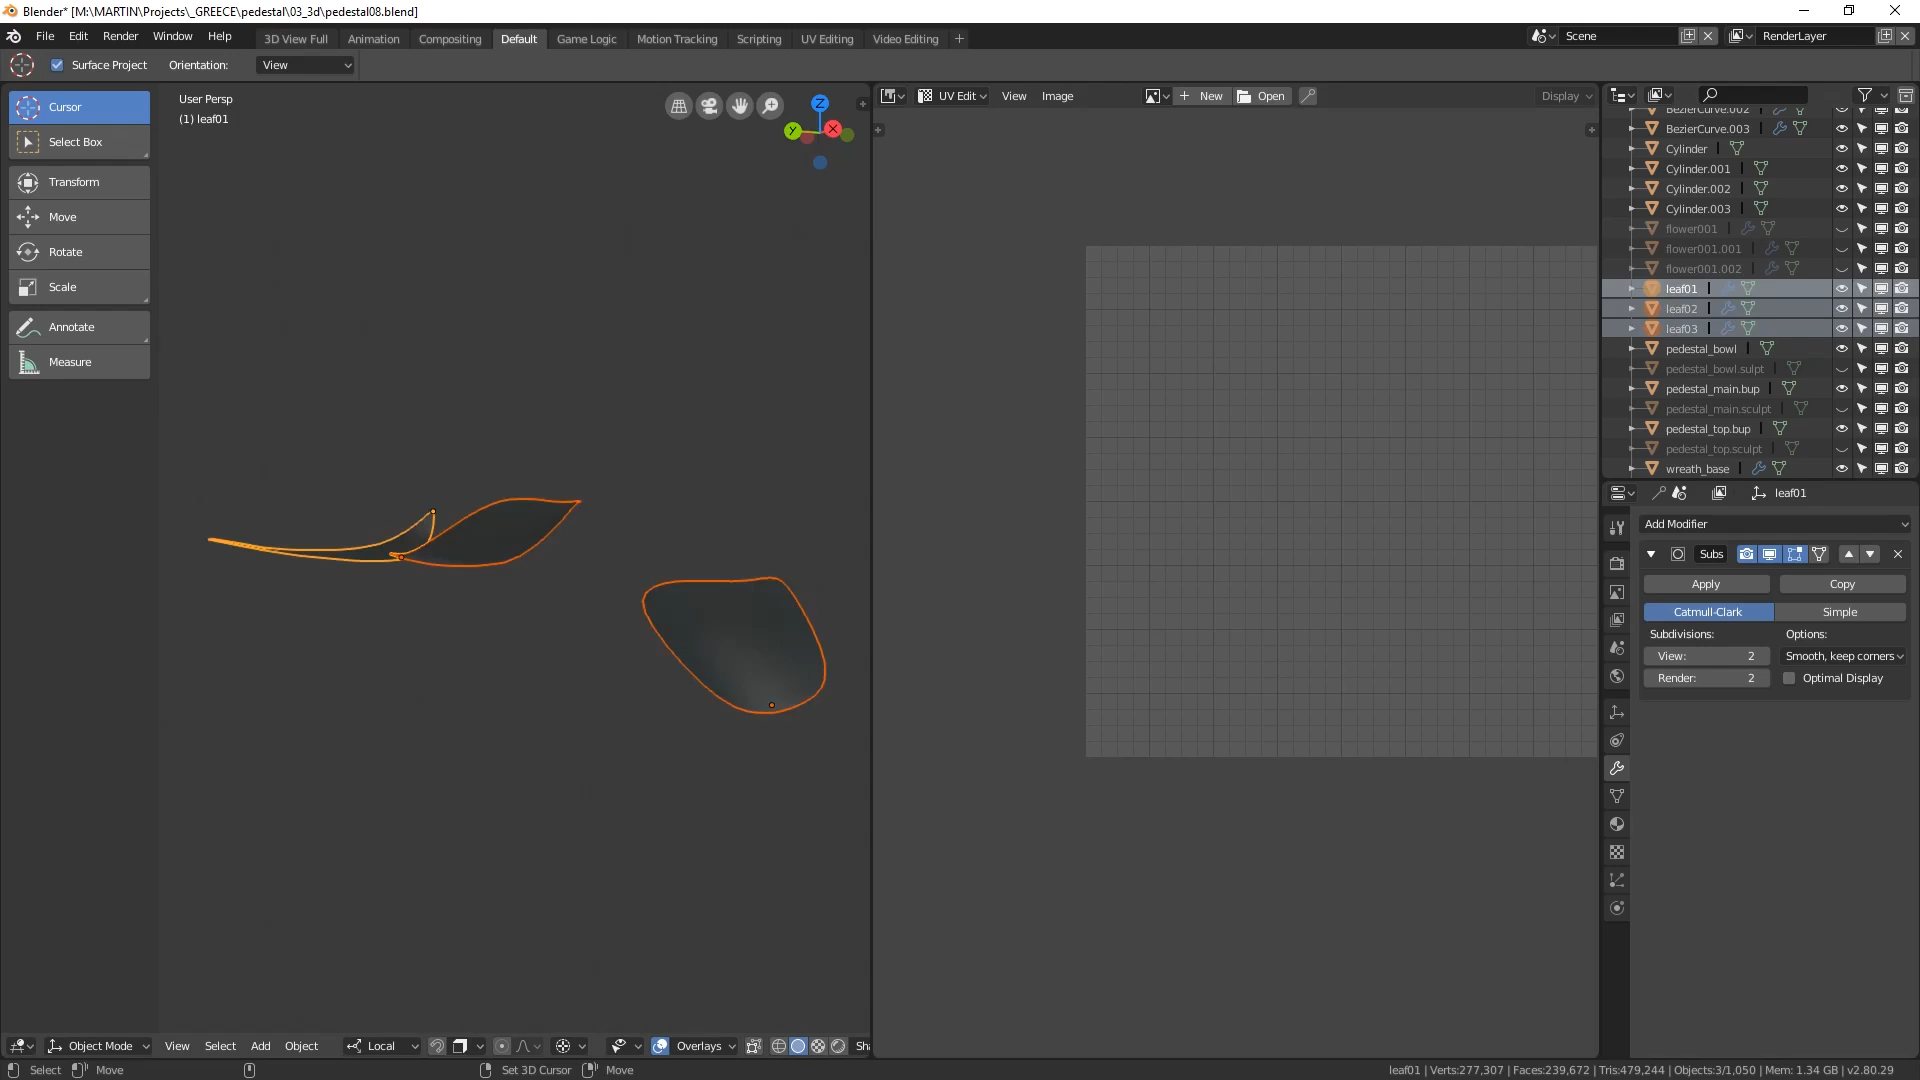 Blender* [M:\MARTIN\Projects\_GREECE\pedestal\03_3d\pedestal08.blend]
File Edit Render Window Help
3D View Full Animation Compositing Default Game Logic Motion Tracking Scripting UV Editing Video Editing
Scene
RenderLayer
Surface Project Orientation: View
Cursor
Select Box
Transform
Move
Rotate
Scale
Annotate
Measure
User Persp
(1) leaf01
Z
Y
X
UV Edit View Image New Open Display
BezierCurve.002
BezierCurve.003
Cylinder
Cylinder.001
Cylinder.002
Cylinder.003
flower001
flower001.001
flower001.002
leaf01
leaf02
leaf03
pedestal_bowl
pedestal_bowl.sulpt
pedestal_main.bup
pedestal_main.sculpt
pedestal_top.bup
pedestal_top.sculpt
wreath_base
leaf01
Add Modifier
Subs
Apply Copy
Catmull-Clark Simple
Subdivisions: Options:
View: 2 Smooth, keep corners
Render: 2 Optimal Display
Object Mode View Select Add Object Local Overlays Sh
Select Move Set 3D Cursor Move
leaf01 | Verts:277,307 | Faces:239,672 | Tris:479,244 | Objects:3/1,050 | Mem: 1.34 GB | v2.80.29